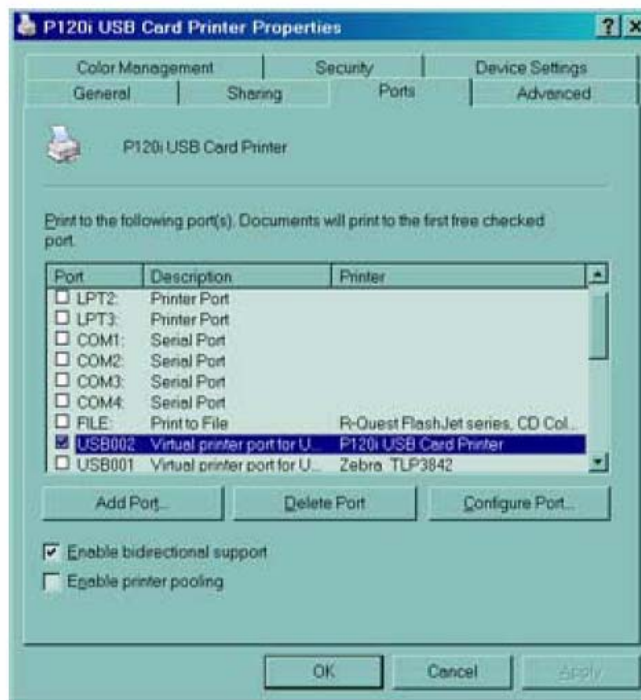 P120i USB Card Printer Properties
Color Management Security Device Settings
General Sharing Ports Advanced
P120i USB Card Printer
Print to the following port(s). Documents will print to the first free checked
port.
Port Description Printer
LPT2: Printer Port
LPT3: Printer Port
COM1: Serial Port
COM2: Serial Port
COM3: Serial Port
COM4: Serial Port
FILE: Print to File R-Quest FlashJet series, CD Col...
USB002 Virtual printer port for U... P120i USB Card Printer
USB001 Virtual printer port for U... Zebra TLP3842
Add Port... Delete Port Configure Port...
Enable bidirectional support
Enable printer pooling
OK Cancel Apply